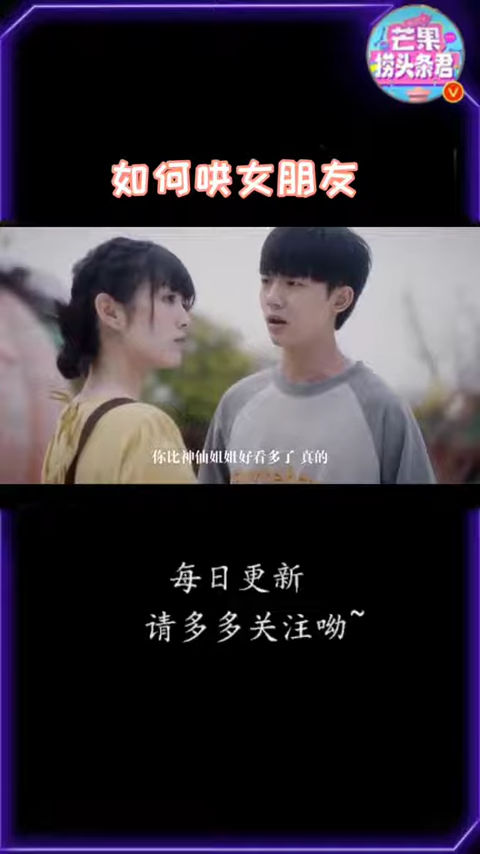 芒果
捞头条君
如何哄女朋友
你比神仙姐姐好看多了 真的
每日更新
请多多关注呦~